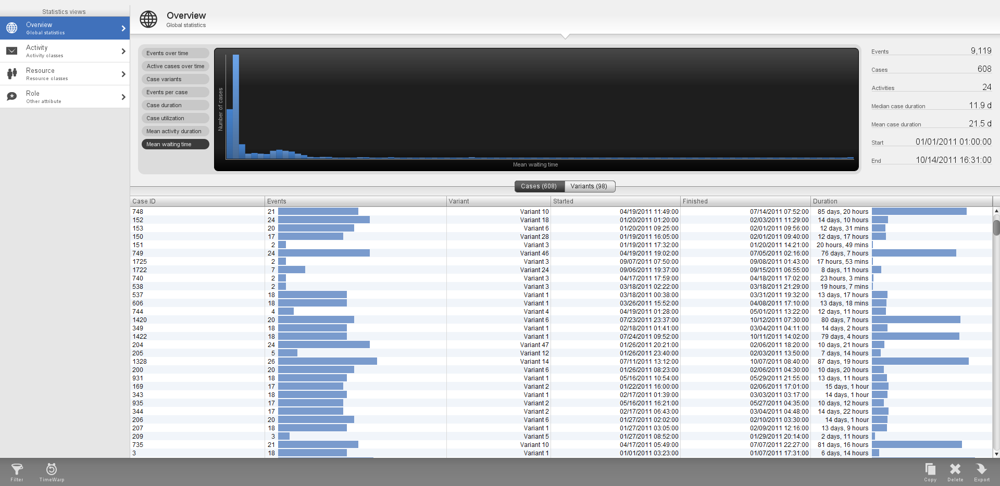 Statistics views
Overview
Global statistics
Activity
Activity classes
Resource
Resource classes
Role
Other attribute
Overview
Global statistics
Events over time
Active cases over time
Case variants
Events per case
Case duration
Case utilization
Mean activity duration
Mean waiting time
Number of cases
Mean waiting time
Events 9,119
Cases 608
Activities 24
Median case duration 11.9 d
Mean case duration 21.5 d
Start 01/01/2011 01:00:00
End 10/14/2011 16:31:00
Cases (608) Variants (98)
Case ID Events Variant Started Finished Duration
748 21 Variant 10 04/19/2011 11:49:00 07/14/2011 07:52:00 85 days, 20 hours
152 24 Variant 18 01/20/2011 01:20:00 02/03/2011 11:29:00 14 days, 10 hours
153 20 Variant 6 01/20/2011 09:25:00 02/01/2011 09:56:00 12 days, 31 mins
150 17 Variant 28 01/19/2011 16:05:00 02/01/2011 09:40:00 12 days, 17 hours
151 2 Variant 3 01/19/2011 17:32:00 01/20/2011 14:21:00 20 hours, 49 mins
749 24 Variant 46 04/19/2011 19:02:00 07/05/2011 02:16:00 76 days, 7 hours
1725 2 Variant 3 09/07/2011 07:50:00 09/08/2011 01:43:00 17 hours, 53 mins
1722 7 Variant 24 09/06/2011 19:37:00 09/15/2011 06:55:00 8 days, 11 hours
740 2 Variant 3 04/17/2011 17:59:00 04/18/2011 17:02:00 23 hours, 3 mins
538 2 Variant 3 03/18/2011 02:22:00 03/18/2011 21:29:00 19 hours, 7 mins
537 18 Variant 1 03/18/2011 00:38:00 03/31/2011 19:32:00 13 days, 17 hours
606 18 Variant 1 03/26/2011 15:52:00 04/08/2011 17:10:00 13 days, 18 mins
744 4 Variant 4 04/19/2011 01:28:00 05/01/2011 13:22:00 12 days, 11 hours
1420 20 Variant 6 07/23/2011 23:37:00 10/12/2011 07:30:00 80 days, 7 hours
349 18 Variant 1 02/18/2011 01:41:00 03/04/2011 04:11:00 14 days, 2 hours
1422 18 Variant 1 07/24/2011 09:52:00 10/11/2011 14:02:00 79 days, 4 hours
204 24 Variant 47 01/26/2011 20:21:00 02/06/2011 18:20:00 10 days, 21 hours
205 5 Variant 12 01/26/2011 23:40:00 02/03/2011 13:50:00 7 days, 14 hours
1328 26 Variant 14 07/11/2011 13:12:00 10/07/2011 08:40:00 87 days, 19 hours
200 20 Variant 6 01/26/2011 08:23:00 02/06/2011 04:30:00 10 days, 20 hours
931 18 Variant 1 05/16/2011 10:54:00 05/29/2011 21:55:00 13 days, 11 hours
169 17 Variant 2 01/22/2011 16:00:00 02/06/2011 17:01:00 15 days, 1 hour
343 18 Variant 1 02/17/2011 01:39:00 03/03/2011 03:17:00 14 days, 1 hour
935 17 Variant 2 05/16/2011 16:21:00 05/27/2011 04:35:00 10 days, 12 hours
344 17 Variant 2 02/17/2011 06:43:00 03/04/2011 04:48:00 14 days, 22 hours
206 20 Variant 6 01/27/2011 02:02:00 02/10/2011 03:30:00 14 days, 1 hour
207 18 Variant 1 01/27/2011 03:05:00 02/09/2011 12:16:00 13 days, 9 hours
209 3 Variant 5 01/27/2011 08:52:00 01/29/2011 20:14:00 2 days, 11 hours
735 21 Variant 10 04/17/2011 05:49:00 07/07/2011 22:27:00 81 days, 16 hours
3 18 Variant 1 01/01/2011 03:23:00 01/07/2011 17:31:00 6 days, 14 hours
Filter TimeWarp Copy Delete Export